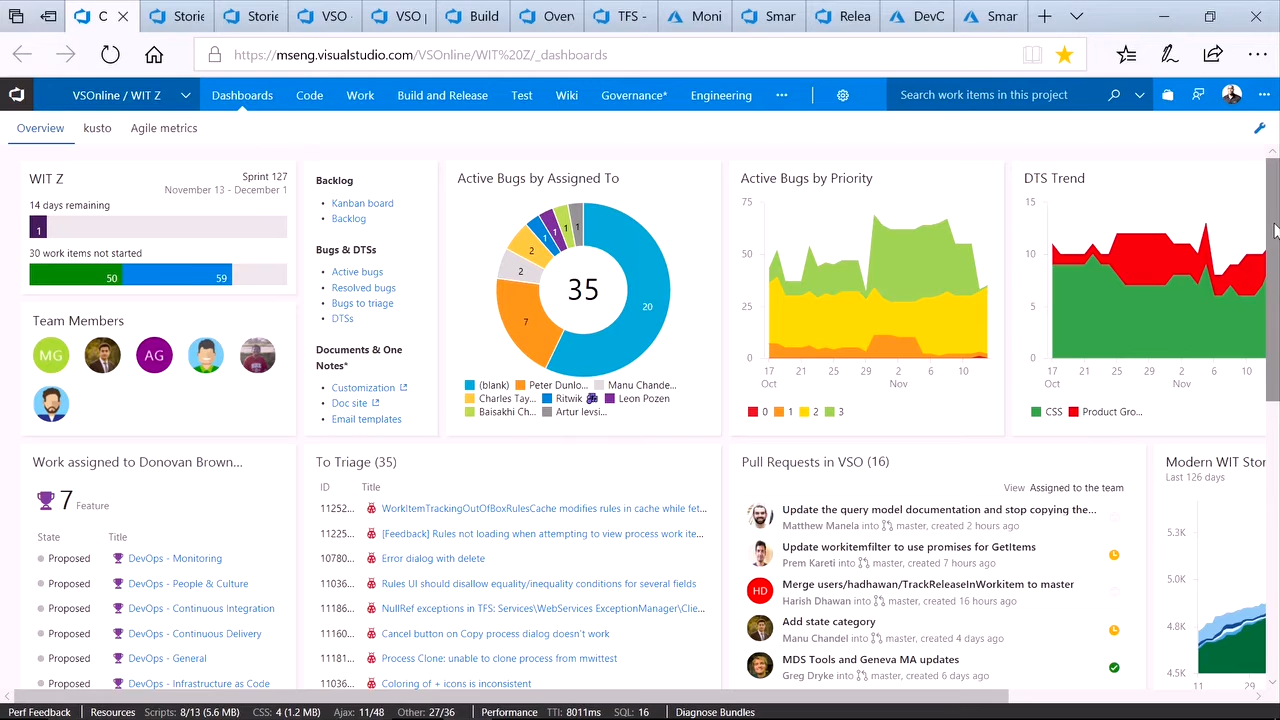 C
Storie
Storie
VSO -
VSO |
Build
Overv
TFS -
Moni
Smar
Relea
DevC
Smar
https://mseng.visualstudio.com/VSOnline/WIT%20Z/_dashboards
VSOnline / WIT Z
Dashboards
Code
Work
Build and Release
Test
Wiki
Governance*
Engineering
Search work items in this project
Overview
kusto
Agile metrics
WIT Z
Sprint 127
November 13 - December 1
14 days remaining
1
30 work items not started
50
59
Team Members
MG
AG
Backlog
Kanban board
Backlog
Bugs & DTSs
Active bugs
Resolved bugs
Bugs to triage
DTSs
Documents & One
Notes*
Customization
Doc site
Email templates
Active Bugs by Assigned To
35
20
7
2
2
1
1
1
1
(blank)
Peter Dunlo...
Manu Chande...
Charles Tay...
Ritwik
Leon Pozen
Baisakhi Ch...
Artur Ievsi...
Active Bugs by Priority
75
50
25
0
17 21 25 29 2 6 10
Oct Nov
0 1 2 3
DTS Trend
15
10
5
0
17 21 25 29 2 6 10
Oct Nov
CSS
Product Gro...
Work assigned to Donovan Brown...
7 Feature
State Title
Proposed DevOps - Monitoring
Proposed DevOps - People & Culture
Proposed DevOps - Continuous Integration
Proposed DevOps - Continuous Delivery
Proposed DevOps - General
Proposed DevOps - Infrastructure as Code
To Triage (35)
ID Title
11252... WorkItemTrackingOutOfBoxRulesCache modifies rules in cache while fet...
11225... [Feedback] Rules not loading when attempting to view process work ite...
10780... Error dialog with delete
11036... Rules UI should disallow equality/inequality conditions for several fields
11186... NullRef exceptions in TFS: Services\WebServices ExceptionManager\Clie...
11160... Cancel button on Copy process dialog doesn't work
11181... Process Clone: unable to clone process from mwittest
11036... Coloring of + icons is inconsistent
Pull Requests in VSO (16)
View Assigned to the team
Update the query model documentation and stop copying the...
Matthew Manela into master, created 2 hours ago
Update workitemfilter to use promises for GetItems
Prem Kareti into master, created 7 hours ago
HD
Merge users/hadhawan/TrackReleaseInWorkitem to master
Harish Dhawan into master, created 16 hours ago
Add state category
Manu Chandel into master, created 4 days ago
MDS Tools and Geneva MA updates
Greg Dryke into master, created 6 days ago
Modern WIT Stor
Last 126 days
5.3K
5.0K
4.8K
4.5K
11 29
Perf Feedback
Resources Scripts: 8/13 (5.6 MB) CSS: 4 (1.2 MB) Ajax: 11/48 Other: 27/36
Performance TTI: 8011ms SQL: 16
Diagnose Bundles